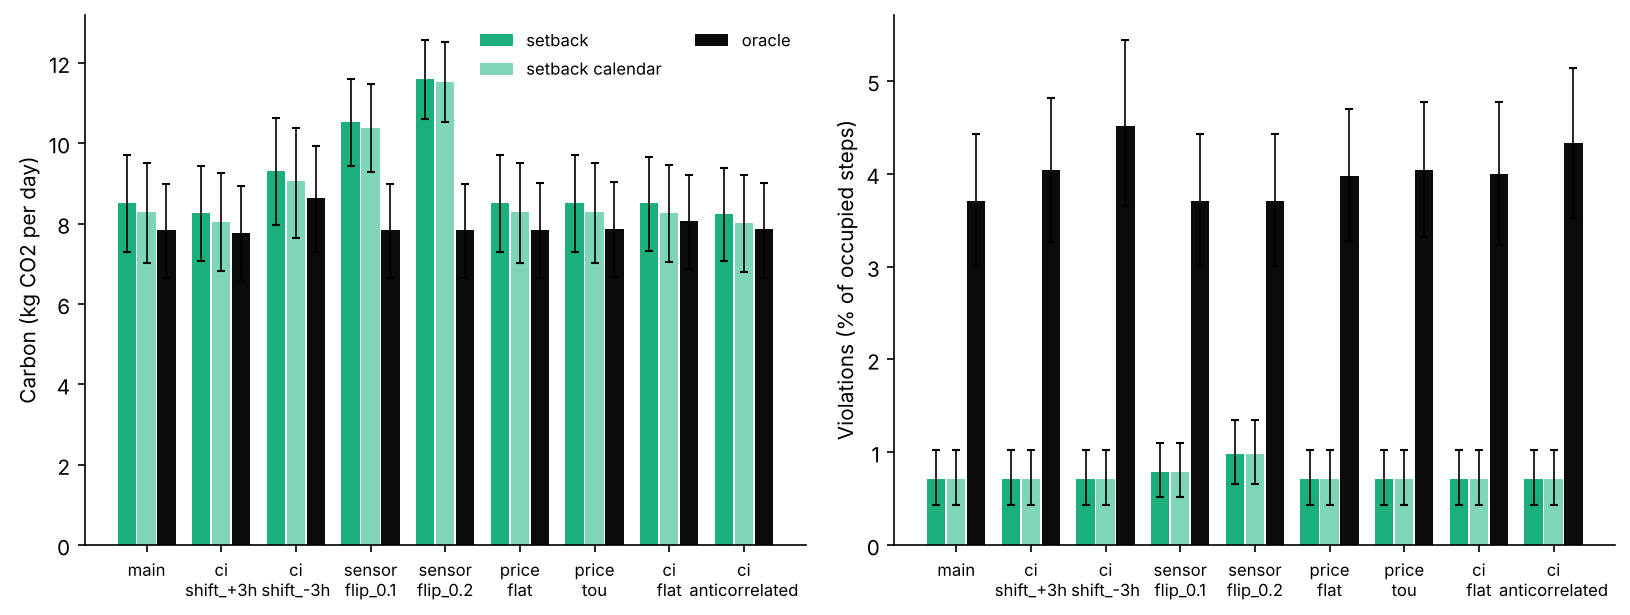 Carbon (kg CO2 per day)
12
10
8
6
4
2
0
setback
setback calendar
oracle
main
ci
shift_+3h
ci
shift_-3h
sensor
flip_0.1
sensor
flip_0.2
price
flat
price
tou
ci
flat
ci
anticorrelated
Violations (% of occupied steps)
5
4
3
2
1
0
main
ci
shift_+3h
ci
shift_-3h
sensor
flip_0.1
sensor
flip_0.2
price
flat
price
tou
ci
flat
ci
anticorrelated